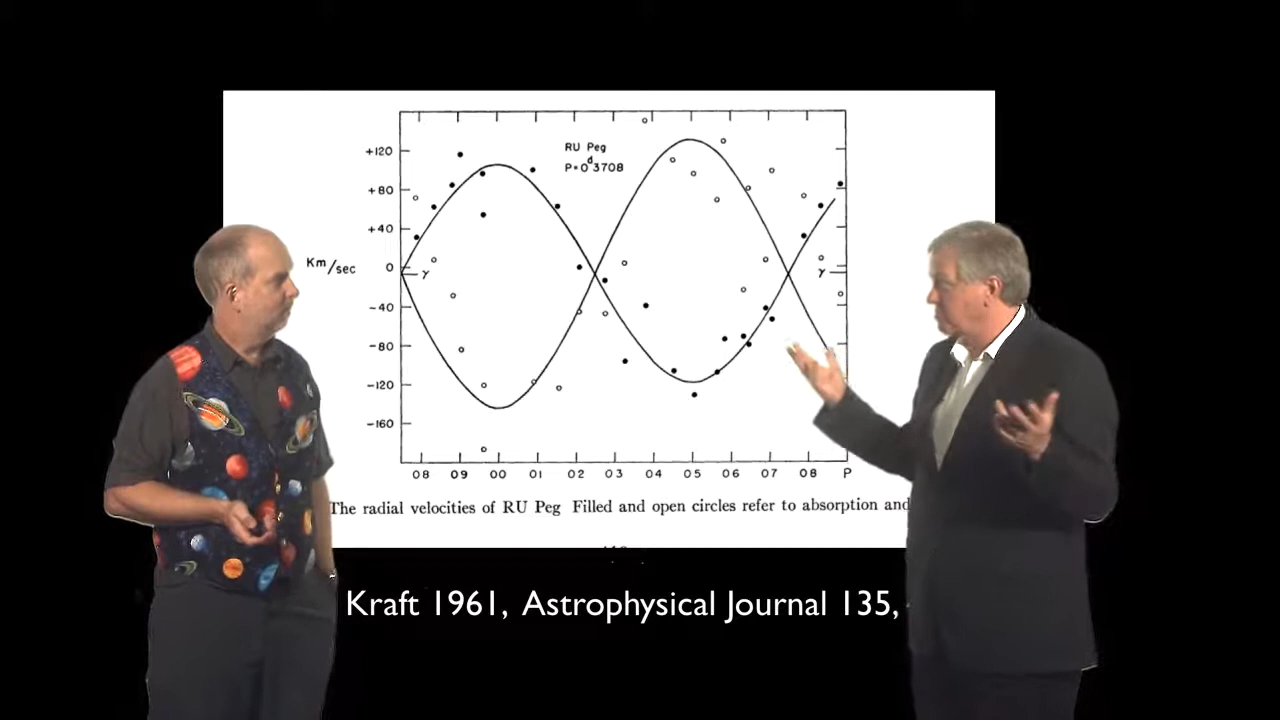 RU Peg
P=0.d3708
+120
+80
+40
0
-40
-80
-120
-160
Km/sec
γ
γ
08 09 00 01 02 03 04 05 06 07 08 P
The radial velocities of RU Peg Filled and open circles refer to absorption and
Kraft 1961, Astrophysical Journal 135,